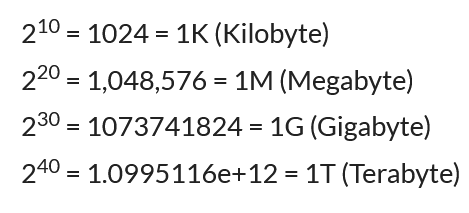 2¹⁰ = 1024 = 1K (Kilobyte)
2²⁰ = 1,048,576 = 1M (Megabyte)
2³⁰ = 1073741824 = 1G (Gigabyte)
2⁴⁰ = 1.0995116e+12 = 1T (Terabyte)